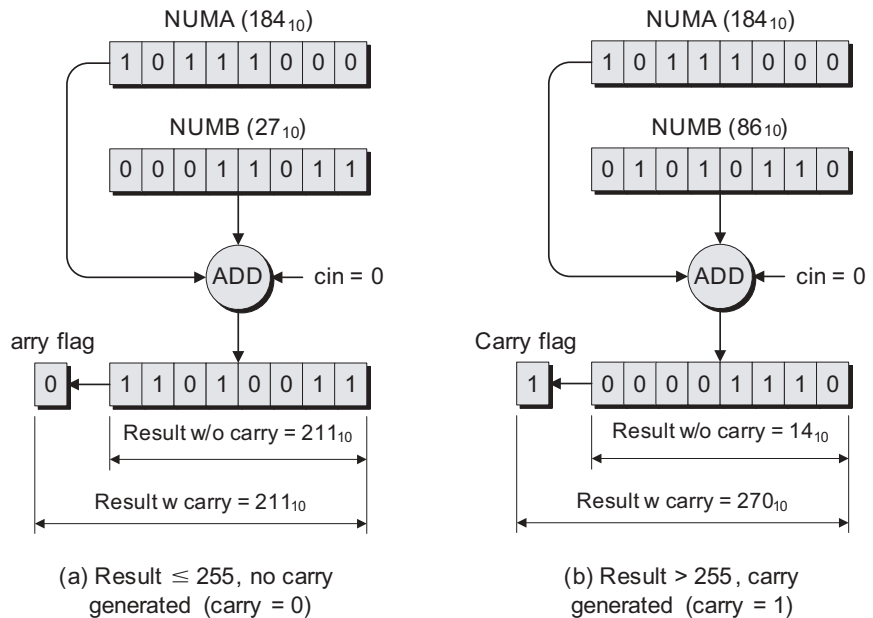 NUMA (184₁₀)
1 0 1 1 1 0 0 0
NUMB (27₁₀)
0 0 0 1 1 0 1 1
ADD
cin = 0
arry flag
0
1 1 0 1 0 0 1 1
Result w/o carry = 211₁₀
Result w carry = 211₁₀
(a) Result ≤ 255, no carry
generated (carry = 0)
NUMA (184₁₀)
1 0 1 1 1 0 0 0
NUMB (86₁₀)
0 1 0 1 0 1 1 0
ADD
cin = 0
Carry flag
1
0 0 0 0 1 1 1 0
Result w/o carry = 14₁₀
Result w carry = 270₁₀
(b) Result > 255, carry
generated (carry = 1)